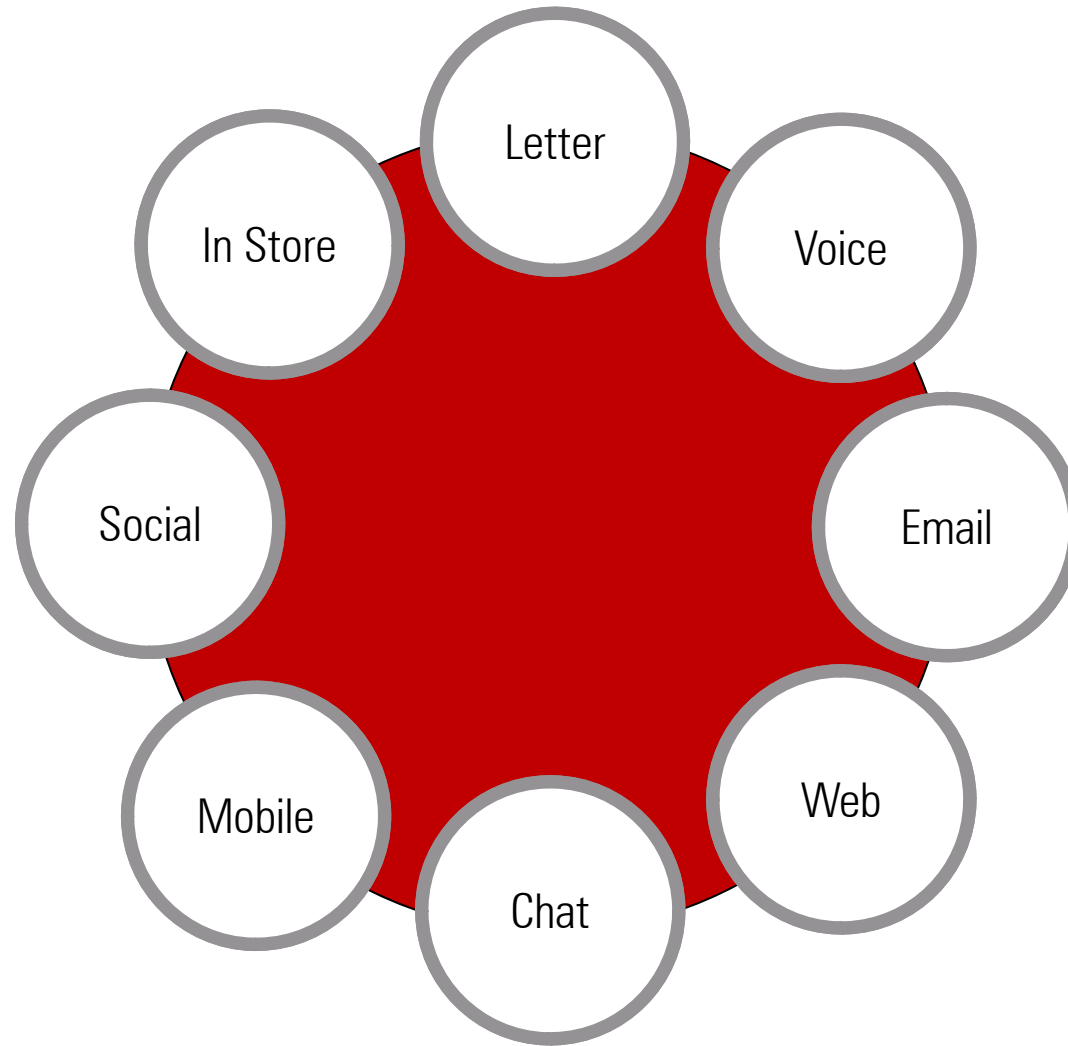 Letter
Voice
Email
Web
Chat
Mobile
Social
In Store